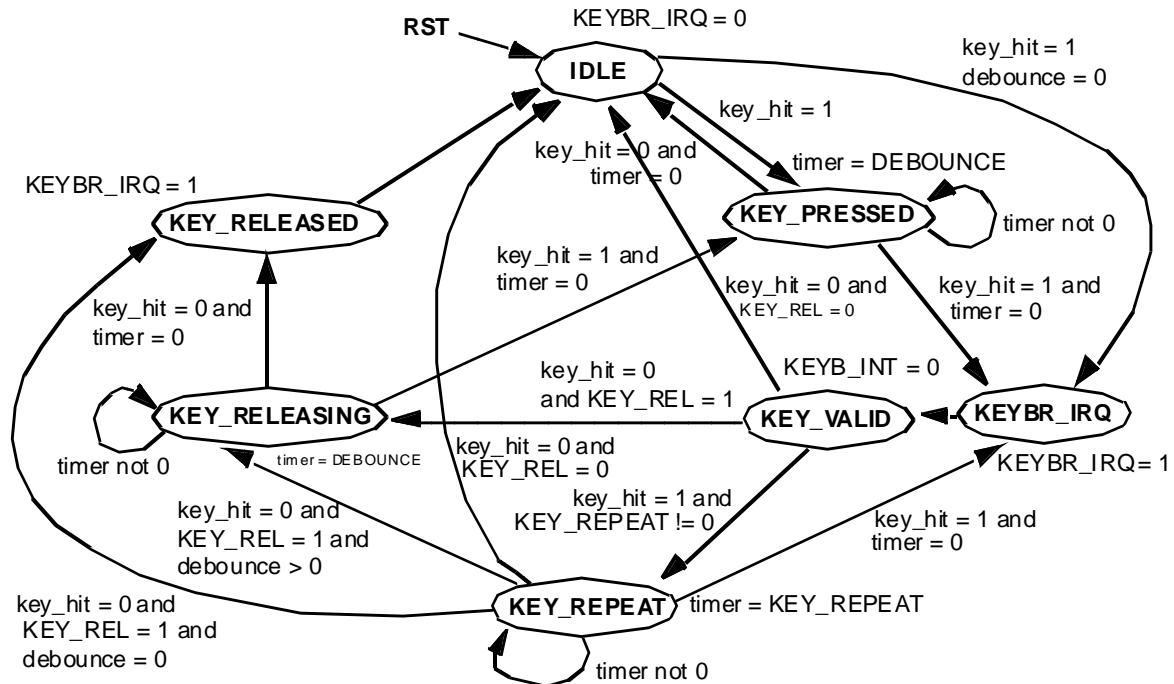 KEYBR_IRQ = 0
RST
IDLE
key_hit = 1
debounce = 0
key_hit = 1
key_hit = 0 and
timer = 0
timer = DEBOUNCE
KEYBR_IRQ = 1
KEY_RELEASED
KEY_PRESSED
timer not 0
key_hit = 1 and
timer = 0
key_hit = 0 and
KEY_REL = 0
key_hit = 1 and
timer = 0
key_hit = 0 and
timer = 0
KEYB_INT = 0
key_hit = 0
and KEY_REL = 1
KEY_RELEASING
KEY_VALID
KEYBR_IRQ
timer not 0
timer = DEBOUNCE
key_hit = 0 and
KEY_REL = 0
KEYBR_IRQ= 1
key_hit = 1 and
KEY_REPEAT != 0
key_hit = 0 and
KEY_REL = 1 and
debounce > 0
key_hit = 1 and
timer = 0
key_hit = 0 and
KEY_REL = 1 and
debounce = 0
KEY_REPEAT
timer = KEY_REPEAT
timer not 0